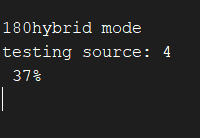 180hybrid mode
testing source: 4
37%